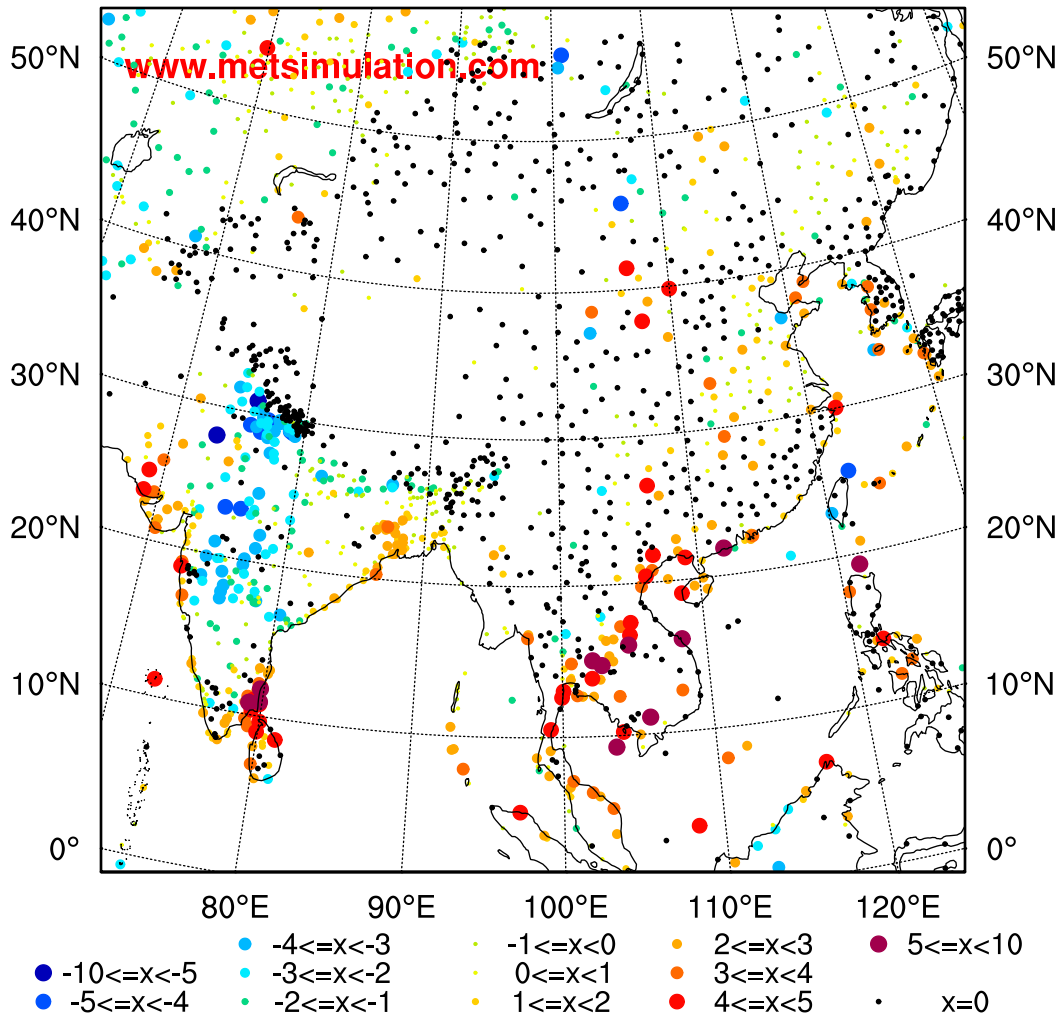 50°N 50°N
www.metsimulation.com
40°N 40°N
30°N 30°N
20°N 20°N
10°N 10°N
0° 0°
80°E 90°E 100°E 110°E 120°E
-4<=x<-3 -1<=x<0 2<=x<3 5<=x<10
-10<=x<-5 -3<=x<-2 0<=x<1 3<=x<4
-5<=x<-4 -2<=x<-1 1<=x<2 4<=x<5 x=0